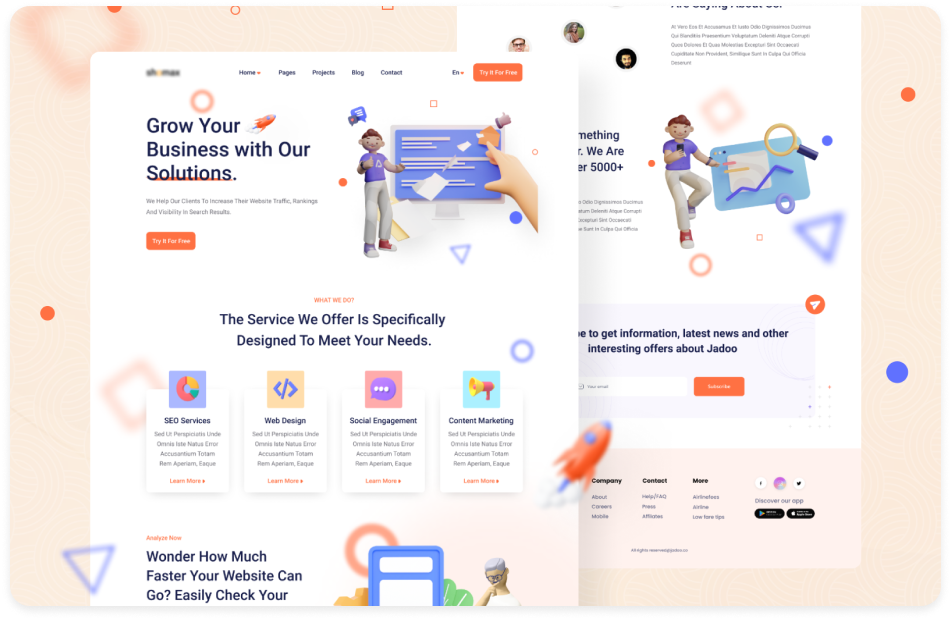 Home
Pages
Projects
Blog
Contact
En
Try It For Free
Grow Your
Business with Our
Solutions.
We Help Our Clients To Increase Their Website Traffic, Rankings
And Visibility In Search Results.
Try It For Free
WHAT WE DO?
The Service We Offer Is Specifically
Designed To Meet Your Needs.
SEO Services
Sed Ut Perspiciatis Unde
Omnis Iste Natus Error
Accusantium Totam
Rem Aperiam, Eaque
Learn More
Web Design
Sed Ut Perspiciatis Unde
Omnis Iste Natus Error
Accusantium Totam
Rem Aperiam, Eaque
Learn More
Social Engagement
Sed Ut Perspiciatis Unde
Omnis Iste Natus Error
Accusantium Totam
Rem Aperiam, Eaque
Learn More
Content Marketing
Sed Ut Perspiciatis Unde
Omnis Iste Natus Error
Accusantium Totam
Rem Aperiam, Eaque
Learn More
Analyze Now
Wonder How Much
Faster Your Website Can
Go? Easily Check Your
Are Saying About Us!
At Vero Eos Et Accusamus Et Iusto Odio Dignissimos Ducimus
Qui Blanditiis Praesentium Voluptatum Deleniti Atque Corrupti
Quos Dolores Et Quas Molestias Excepturi Sint Occaecati
Cupiditate Non Provident, Similique Sunt In Culpa Qui Officia
Deserunt
mething
r. We Are
er 5000+
Odio Dignissimos Ducimus
Deleniti Atque Corrupti
Excepturi Sint Occaecati
Sunt In Culpa Qui Officia
be to get information, latest news and other
interesting offers about Jadoo
Your email
Subscribe
Company
About
Careers
Mobile
Contact
Help/FAQ
Press
Affiliates
More
Airlinefees
Airline
Low fare tips
Discover our app
All rights reserved@jadoo.co